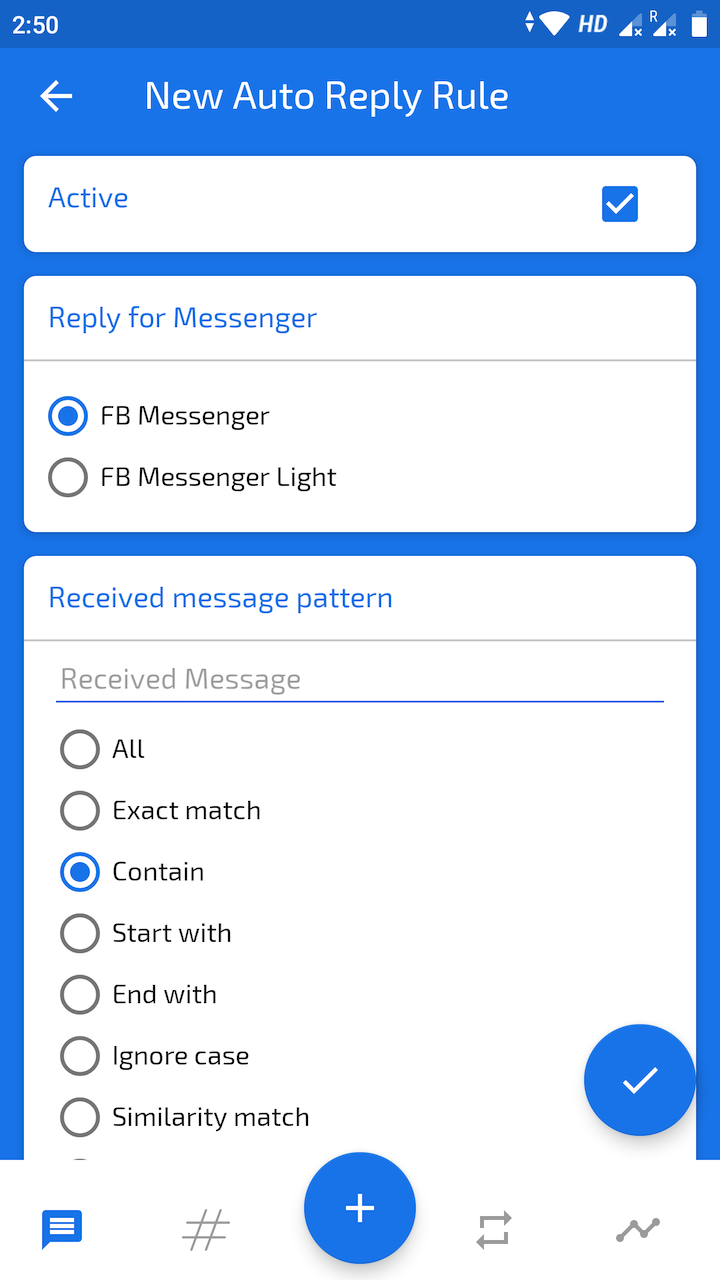 2:50
HD
R
New Auto Reply Rule
Active
Reply for Messenger
FB Messenger
FB Messenger Light
Received message pattern
Received Message
All
Exact match
Contain
Start with
End with
Ignore case
Similarity match